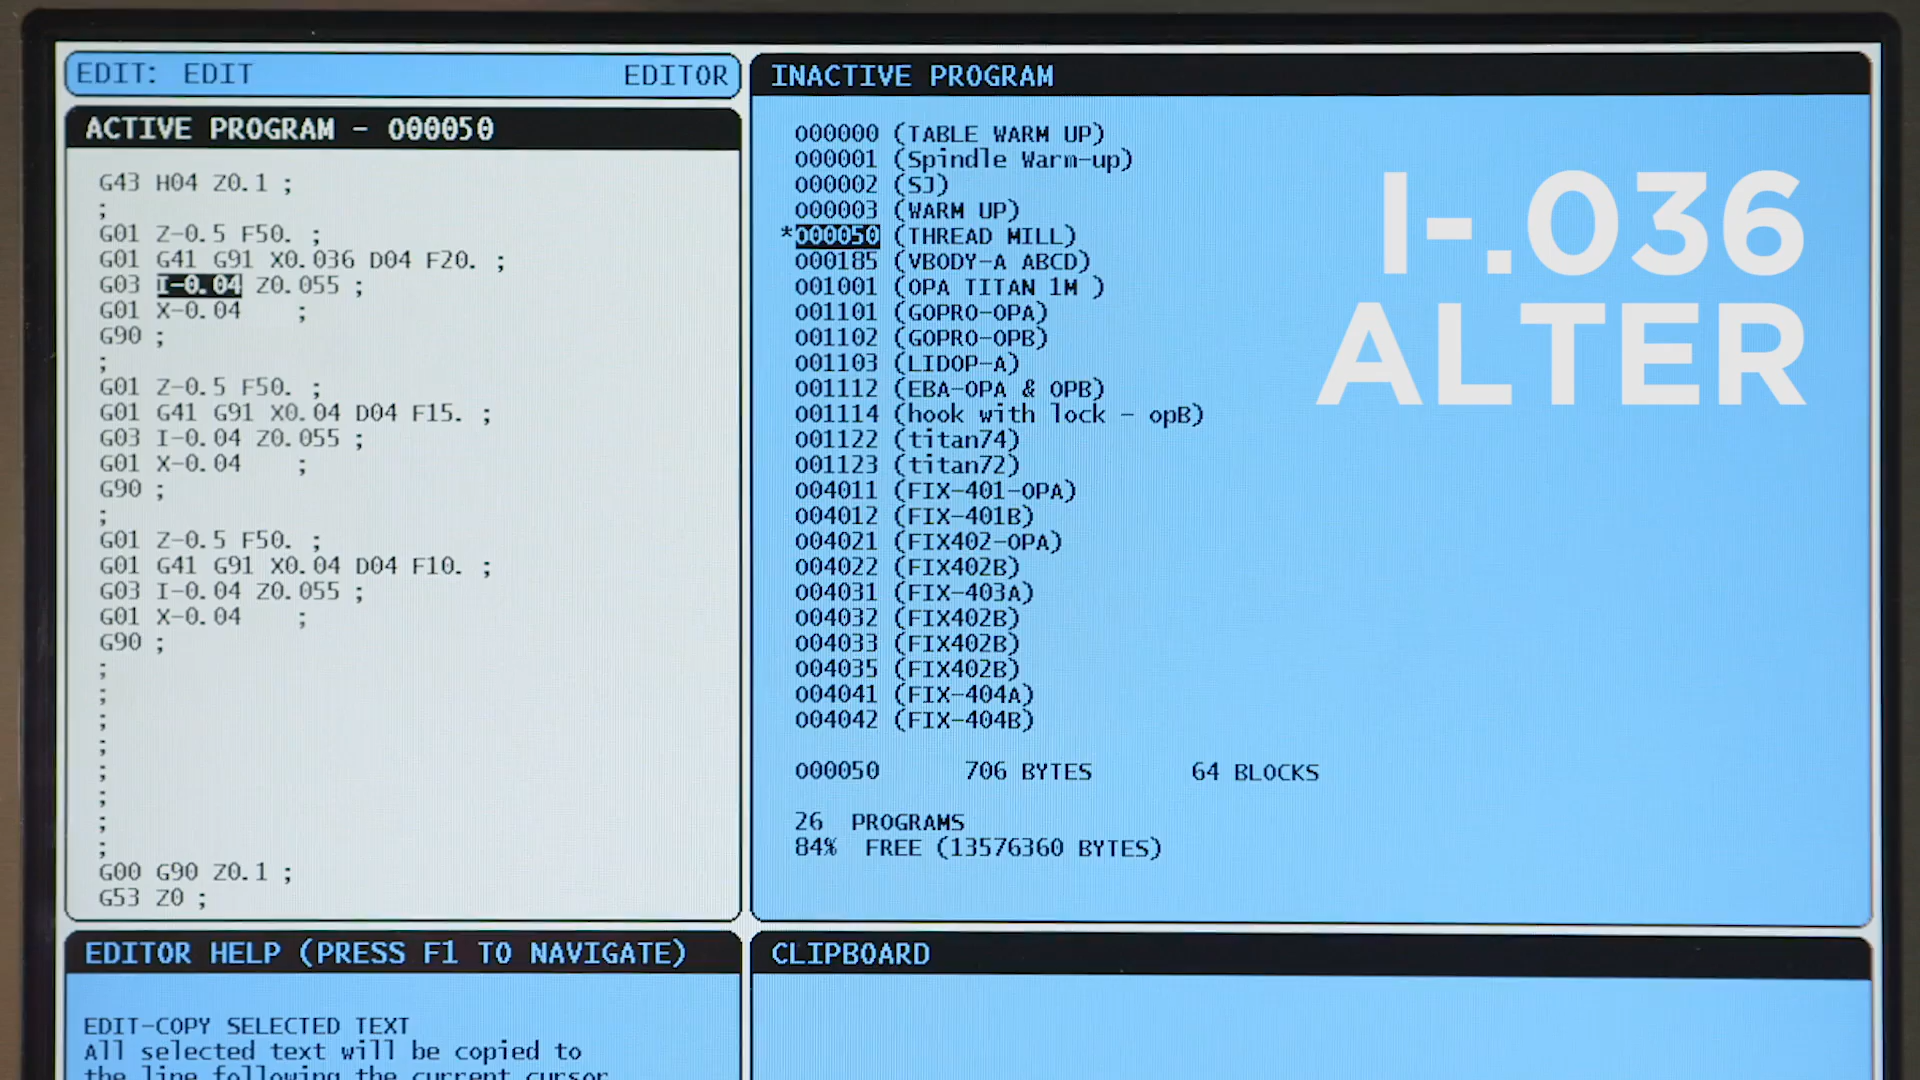 EDIT: EDIT EDITOR
ACTIVE PROGRAM - O00050
G43 H04 Z0.1 ;
;
G01 Z-0.5 F50. ;
G01 G41 G91 X0.036 D04 F20. ;
G03 I-0.04 Z0.055 ;
G01 X-0.04 ;
G90 ;
;
G01 Z-0.5 F50. ;
G01 G41 G91 X0.04 D04 F15. ;
G03 I-0.04 Z0.055 ;
G01 X-0.04 ;
G90 ;
;
G01 Z-0.5 F50. ;
G01 G41 G91 X0.04 D04 F10. ;
G03 I-0.04 Z0.055 ;
G01 X-0.04 ;
G90 ;
;
;
;
;
;
;
;
;
G00 G90 Z0.1 ;
G53 Z0 ;
EDITOR HELP (PRESS F1 TO NAVIGATE)
EDIT-COPY SELECTED TEXT
All selected text will be copied to
the line following the current cursor
INACTIVE PROGRAM
O00000 (TABLE WARM UP)
O00001 (Spindle Warm-up)
O00002 (SJ)
O00003 (WARM UP)
*O00050 (THREAD MILL)
O00185 (VBODY-A ABCD)
O01001 (OPA TITAN 1M )
O01101 (GOPRO-OPA)
O01102 (GOPRO-OPB)
O01103 (LIDOP-A)
O01112 (EBA-OPA & OPB)
O01114 (hook with lock - opB)
O01122 (titan74)
O01123 (titan72)
O04011 (FIX-401-OPA)
O04012 (FIX-401B)
O04021 (FIX402-OPA)
O04022 (FIX402B)
O04031 (FIX-403A)
O04032 (FIX402B)
O04033 (FIX402B)
O04035 (FIX402B)
O04041 (FIX-404A)
O04042 (FIX-404B)
O00050 706 BYTES 64 BLOCKS
26 PROGRAMS
84% FREE (13576360 BYTES)
CLIPBOARD
I-.036
ALTER